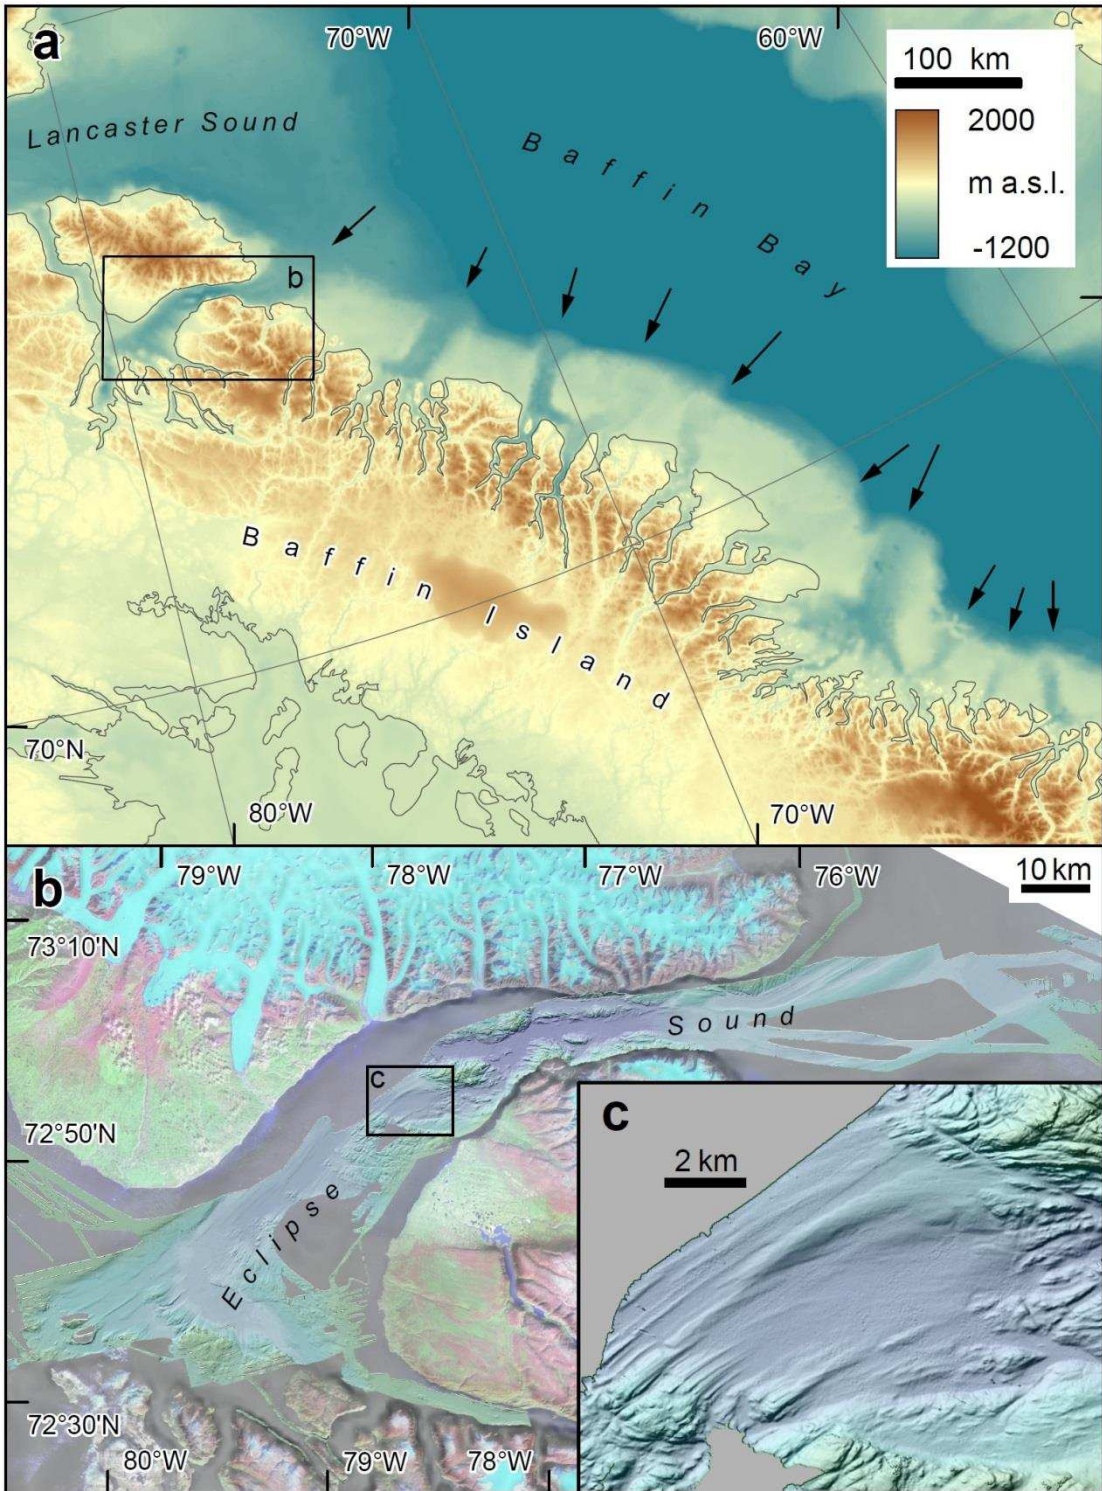 a
70°W
60°W
100 km
2000
m a.s.l.
-1200
Lancaster Sound
Baffin Bay
b
Baffin Island
70°N
80°W
70°W
b
79°W
78°W
77°W
76°W
10 km
73°10'N
Sound
c
72°50'N
Eclipse
c
2 km
72°30'N
80°W
79°W
78°W